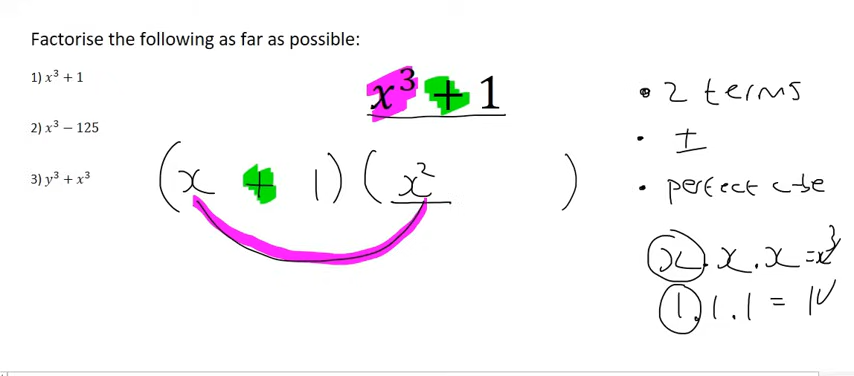 Factorise the following as far as possible:
1) x³ + 1
x³ + 1
2 terms
2) x³ − 125
±
(x + 1) (x² )
3) y³ + x³
perfect cube
x.x.x = x³
1.1.1 = 1✓